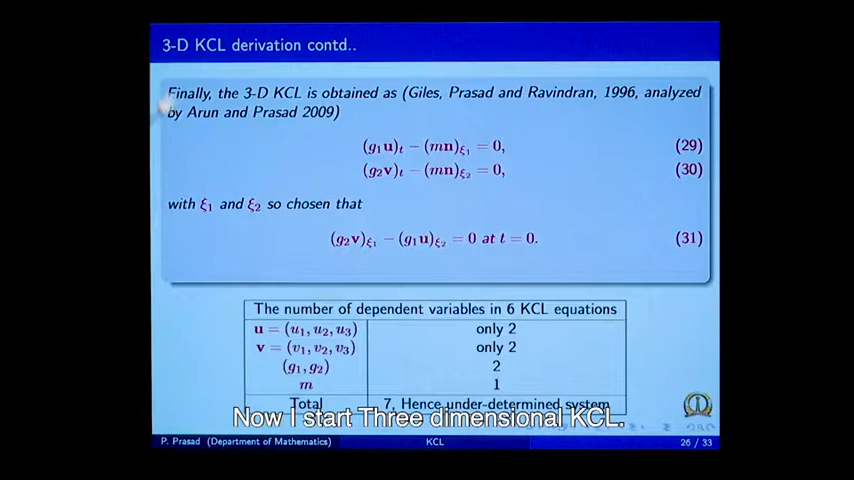 3-D KCL derivation contd..
Finally, the 3-D KCL is obtained as (Giles, Prasad and Ravindran, 1996, analyzed
by Arun and Prasad 2009)
(g₁u)ₜ − (mn)_ξ₁ = 0, (29)
(g₂v)ₜ − (mn)_ξ₂ = 0, (30)
with ξ₁ and ξ₂ so chosen that
(g₂v)_ξ₁ − (g₁u)_ξ₂ = 0 at t = 0. (31)
The number of dependent variables in 6 KCL equations
u = (u₁, u₂, u₃) only 2
v = (v₁, v₂, v₃) only 2
(g₁, g₂) 2
m 1
Total 7, Hence under-determined system
Now I start Three dimensional KCL.
P. Prasad (Department of Mathematics) KCL 26 / 33